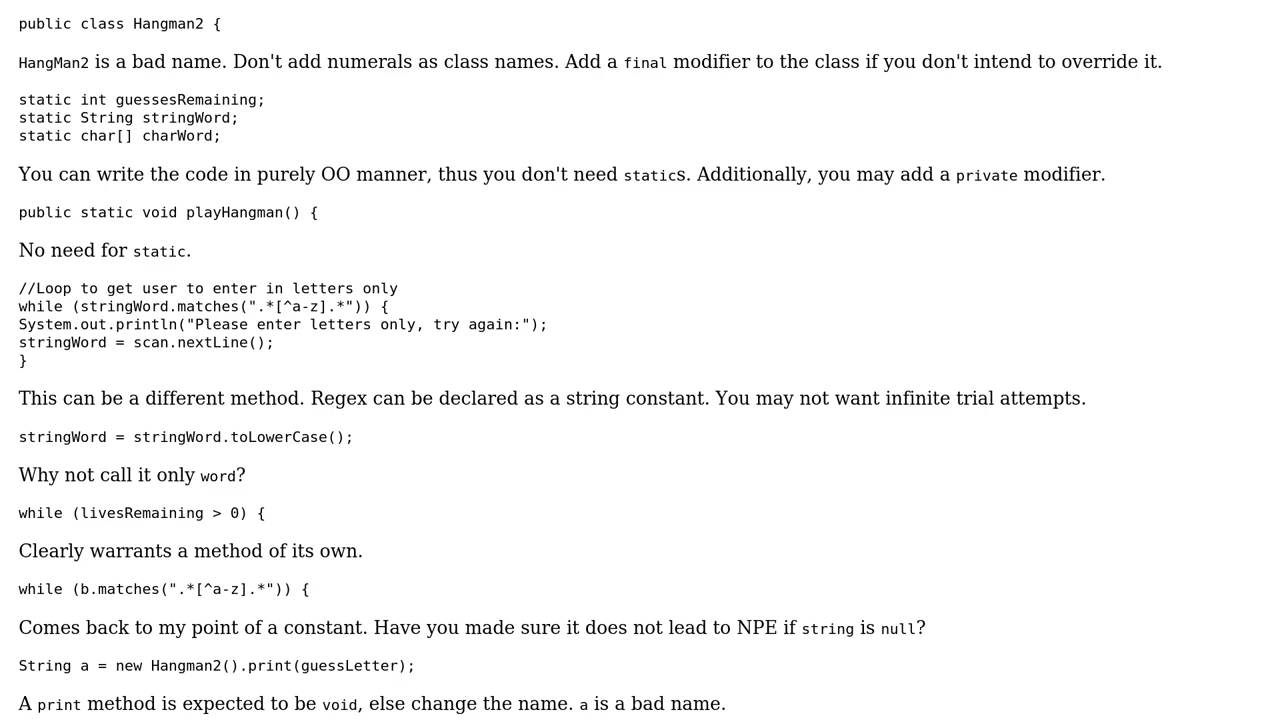 public class Hangman2 {
HangMan2 is a bad name. Don't add numerals as class names. Add a final modifier to the class if you don't intend to override it.
static int guessesRemaining;
static String stringWord;
static char[] charWord;
You can write the code in purely OO manner, thus you don't need statics. Additionally, you may add a private modifier.
public static void playHangman() {
No need for static.
//Loop to get user to enter in letters only
while (stringWord.matches(".*[^a-z].*")) {
System.out.println("Please enter letters only, try again:");
stringWord = scan.nextLine();
}
This can be a different method. Regex can be declared as a string constant. You may not want infinite trial attempts.
stringWord = stringWord.toLowerCase();
Why not call it only word?
while (livesRemaining > 0) {
Clearly warrants a method of its own.
while (b.matches(".*[^a-z].*")) {
Comes back to my point of a constant. Have you made sure it does not lead to NPE if string is null?
String a = new Hangman2().print(guessLetter);
A print method is expected to be void, else change the name. a is a bad name.